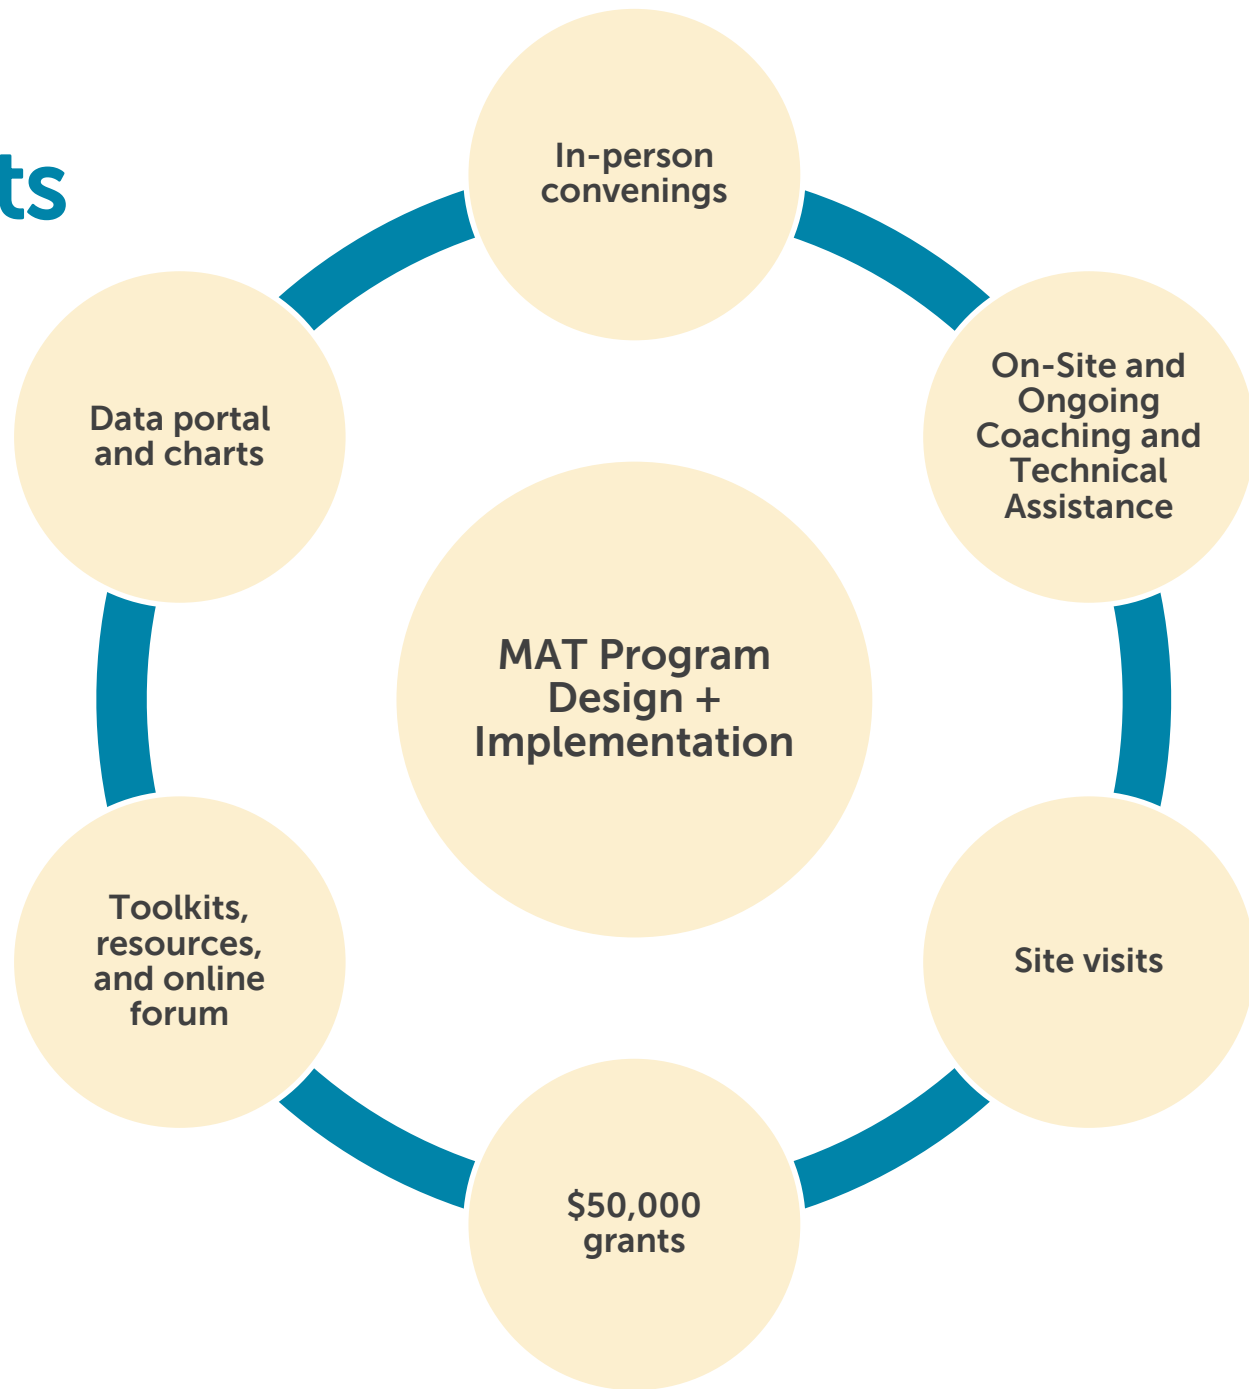 ts
In-person
convenings
On-Site and
Ongoing
Coaching and
Technical
Assistance
Data portal
and charts
MAT Program
Design +
Implementation
Toolkits,
resources,
and online
forum
Site visits
$50,000
grants